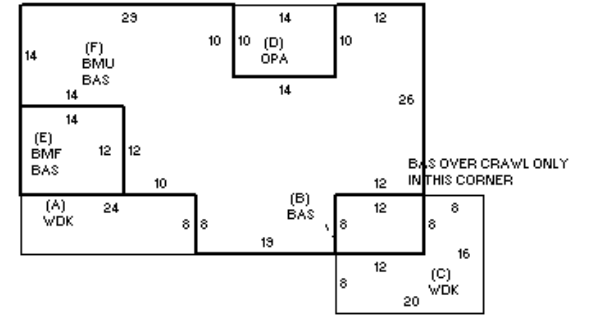 29
14
12
10
10
(D)
OPA
10
14
(F)
BMU
BAS
14
14
26
14
(E)
BMF
BAS
12
12
BAS OVER CRAWL ONLY
IN THIS CORNER
10
12
(A)
WDK
24
(B)
BAS
12
8
8
8
8
8
19
16
12
(C)
WDK
8
20